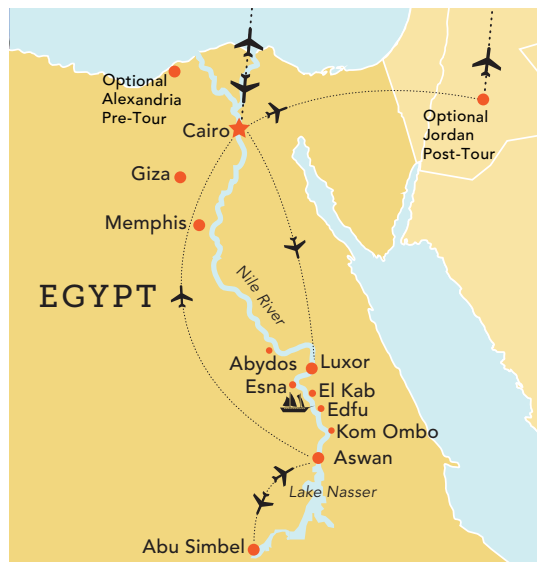 Optional
Alexandria
Pre-Tour
Optional
Jordan
Post-Tour
Cairo
Giza
Memphis
EGYPT
Nile River
Abydos
Luxor
Esna
El Kab
Edfu
Kom Ombo
Aswan
Lake Nasser
Abu Simbel